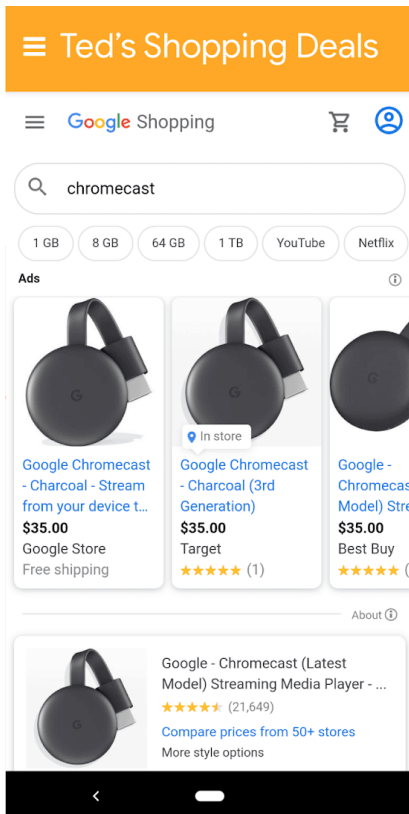 Ted's Shopping Deals
Google Shopping
chromecast
1 GB
8 GB
64 GB
1 TB
YouTube
Netflix
Ads
G
G
G
In store
Google Chromecast
- Charcoal - Stream
from your device t...
$35.00
Google Store
Free shipping
Google Chromecast
- Charcoal (3rd
Generation)
$35.00
Target
(1)
Google -
Chromecas
Model) Stre
$35.00
Best Buy
(
About
G
Google - Chromecast (Latest
Model) Streaming Media Player - ...
(21,649)
Compare prices from 50+ stores
More style options